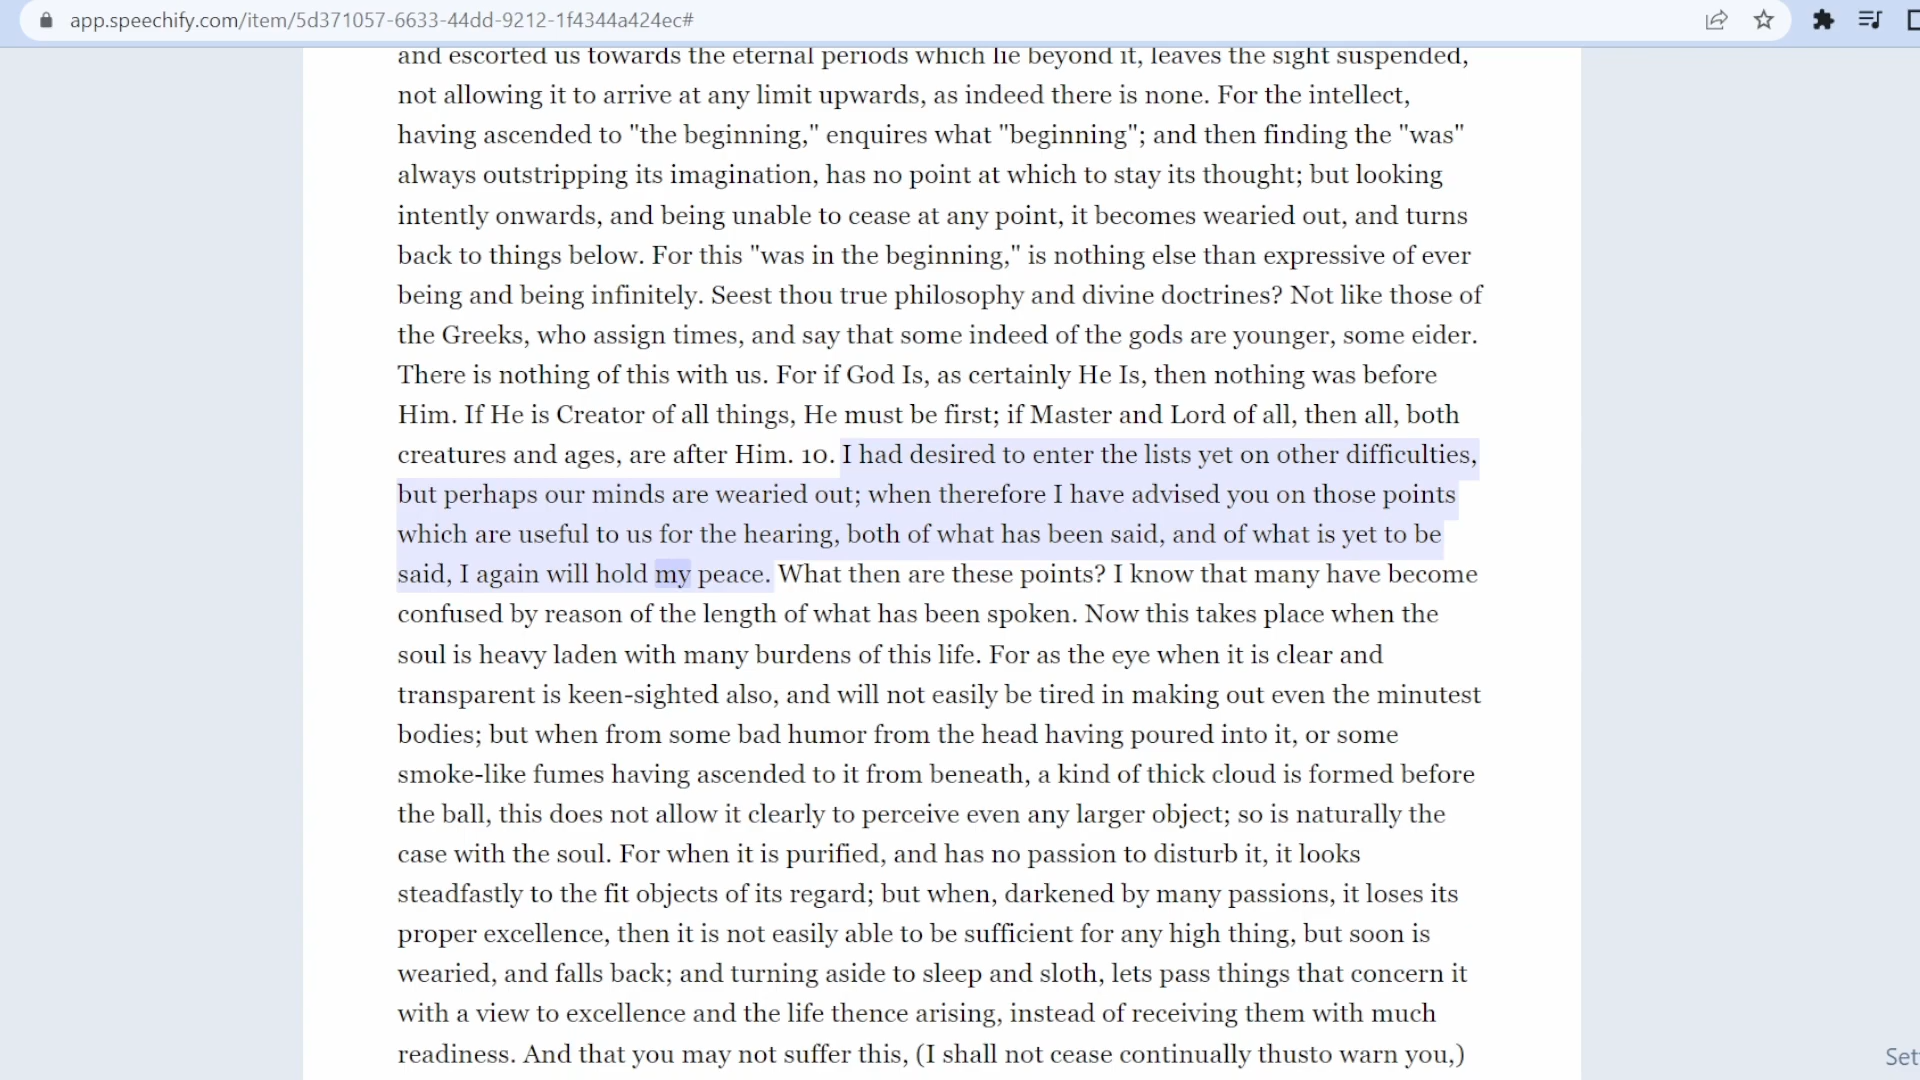 app.speechify.com/item/5d371057-6633-44dd-9212-1f4344a424ec#
and escorted us towards the eternal periods which lie beyond it, leaves the sight suspended,
not allowing it to arrive at any limit upwards, as indeed there is none. For the intellect,
having ascended to "the beginning," enquires what "beginning"; and then finding the "was"
always outstripping its imagination, has no point at which to stay its thought; but looking
intently onwards, and being unable to cease at any point, it becomes wearied out, and turns
back to things below. For this "was in the beginning," is nothing else than expressive of ever
being and being infinitely. Seest thou true philosophy and divine doctrines? Not like those of
the Greeks, who assign times, and say that some indeed of the gods are younger, some eider.
There is nothing of this with us. For if God Is, as certainly He Is, then nothing was before
Him. If He is Creator of all things, He must be first; if Master and Lord of all, then all, both
creatures and ages, are after Him. 10. I had desired to enter the lists yet on other difficulties,
but perhaps our minds are wearied out; when therefore I have advised you on those points
which are useful to us for the hearing, both of what has been said, and of what is yet to be
said, I again will hold my peace. What then are these points? I know that many have become
confused by reason of the length of what has been spoken. Now this takes place when the
soul is heavy laden with many burdens of this life. For as the eye when it is clear and
transparent is keen-sighted also, and will not easily be tired in making out even the minutest
bodies; but when from some bad humor from the head having poured into it, or some
smoke-like fumes having ascended to it from beneath, a kind of thick cloud is formed before
the ball, this does not allow it clearly to perceive even any larger object; so is naturally the
case with the soul. For when it is purified, and has no passion to disturb it, it looks
steadfastly to the fit objects of its regard; but when, darkened by many passions, it loses its
proper excellence, then it is not easily able to be sufficient for any high thing, but soon is
wearied, and falls back; and turning aside to sleep and sloth, lets pass things that concern it
with a view to excellence and the life thence arising, instead of receiving them with much
readiness. And that you may not suffer this, (I shall not cease continually thusto warn you,)